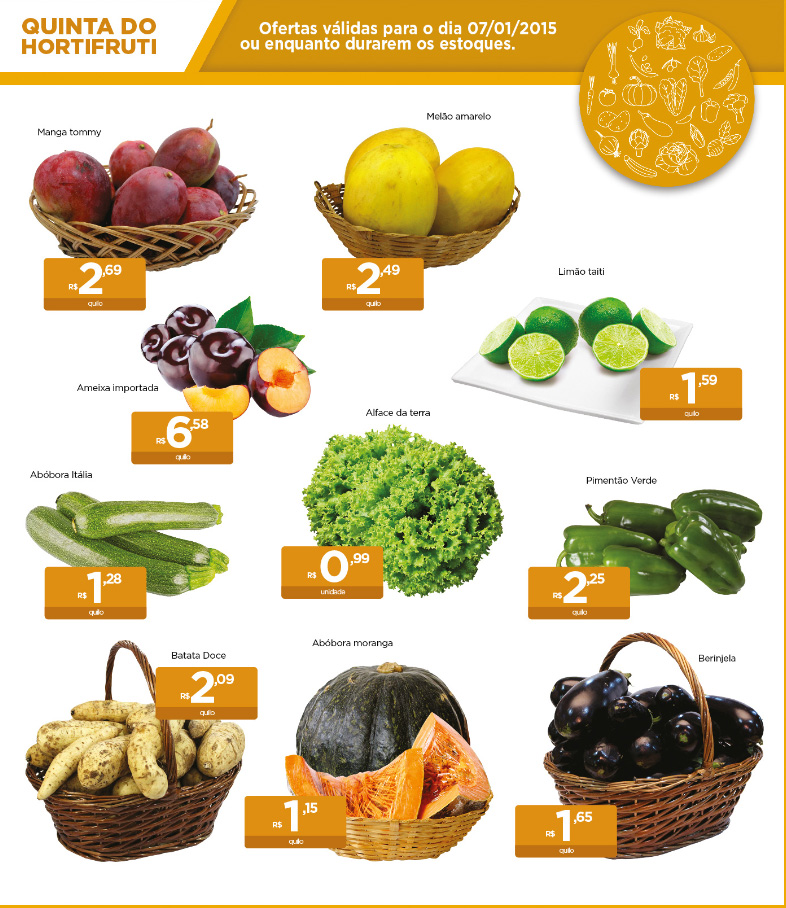 QUINTA DO
HORTIFRUTI
Ofertas válidas para o dia 07/01/2015
ou enquanto durarem os estoques.
Manga tommy
R$ 2,69
quilo
Melão amarelo
R$ 2,49
quilo
Limão taiti
R$ 1,59
quilo
Ameixa importada
R$ 6,58
quilo
Alface da terra
R$ 0,99
unidade
Abóbora Itália
R$ 1,28
quilo
Pimentão Verde
R$ 2,25
quilo
Batata Doce
R$ 2,09
quilo
Abóbora moranga
R$ 1,15
quilo
Berinjela
R$ 1,65
quilo